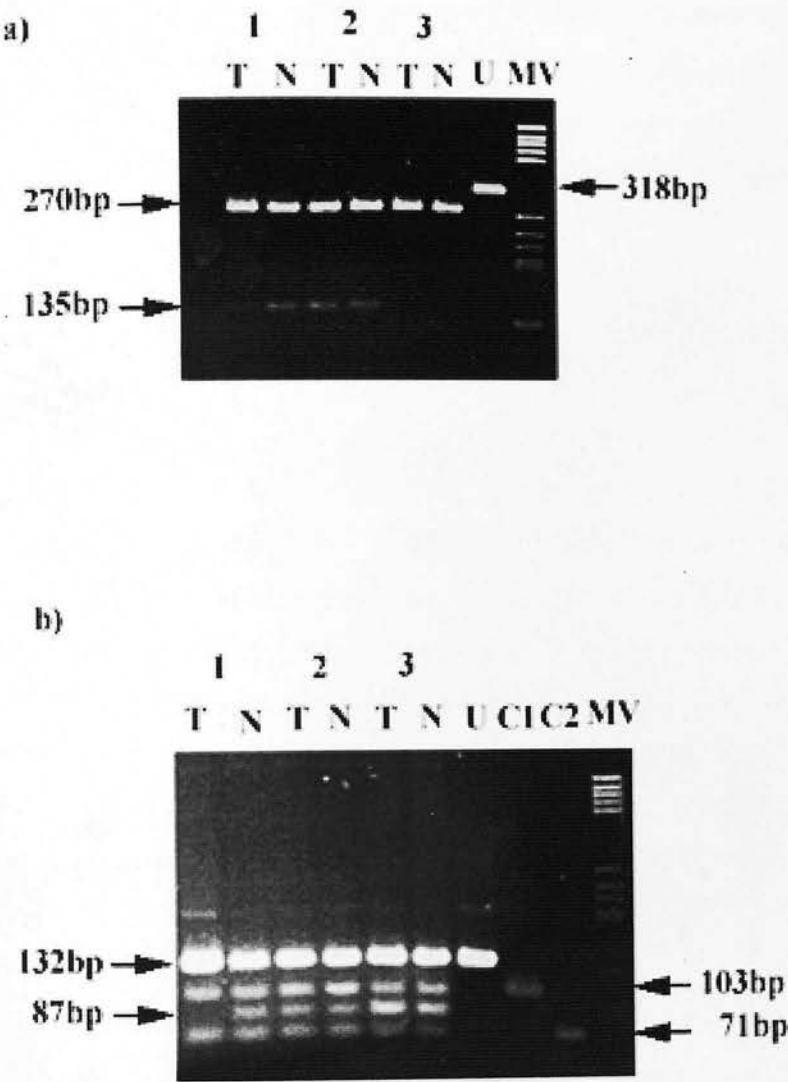 a)
1 2 3
T N T N T N U MV
270bp
318bp
135bp
b)
1 2 3
T N T N T N U C1 C2 MV
132bp
103bp
87bp
71bp